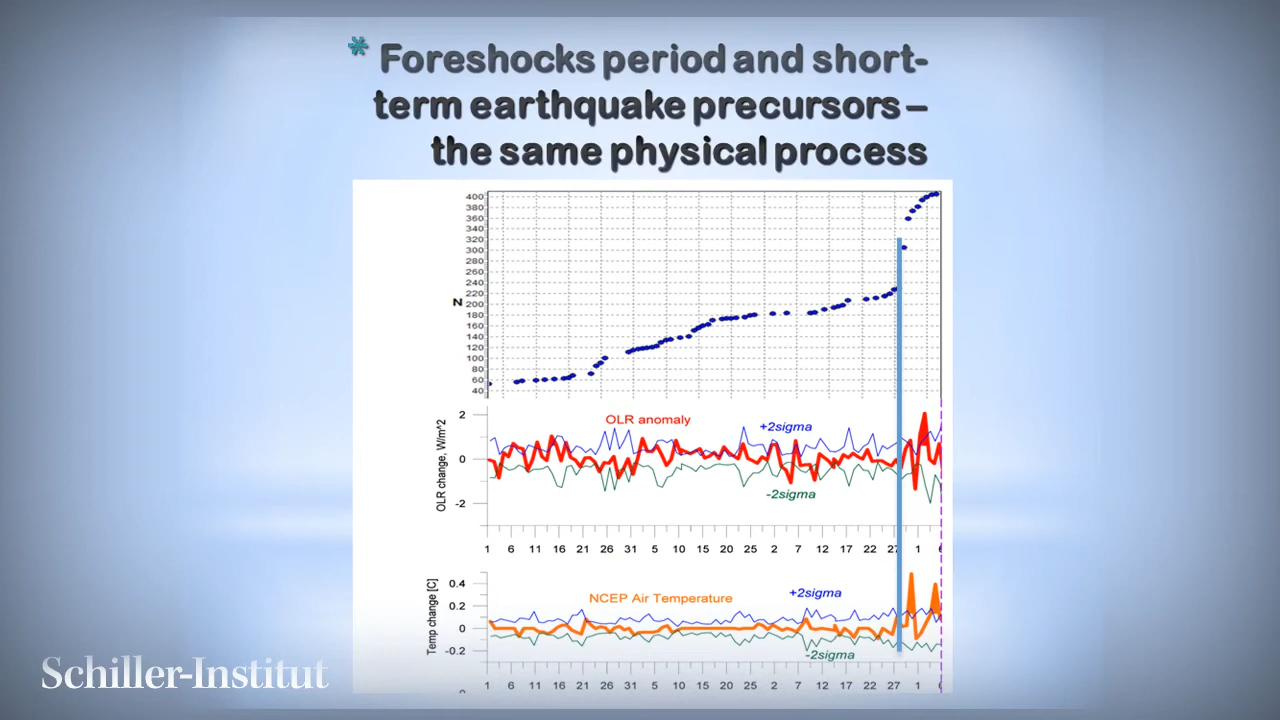 * Foreshocks period and short-
term earthquake precursors –
the same physical process
400
380
360
340
320
300
280
260
240
220
200
180
160
140
120
100
80
60
40
N
OLR anomaly
+2sigma
-2sigma
2
0
-2
OLR change, W/m^2
1 6 11 16 21 26 31 5 10 15 20 25 2 7 12 17 22 27 1
NCEP Air Temperature
+2sigma
-2sigma
0.4
0.2
0
-0.2
Temp change [C]
1 6 11 16 21 26 31 5 10 15 20 25 2 7 12 17 22 27 1
Schiller-Institut